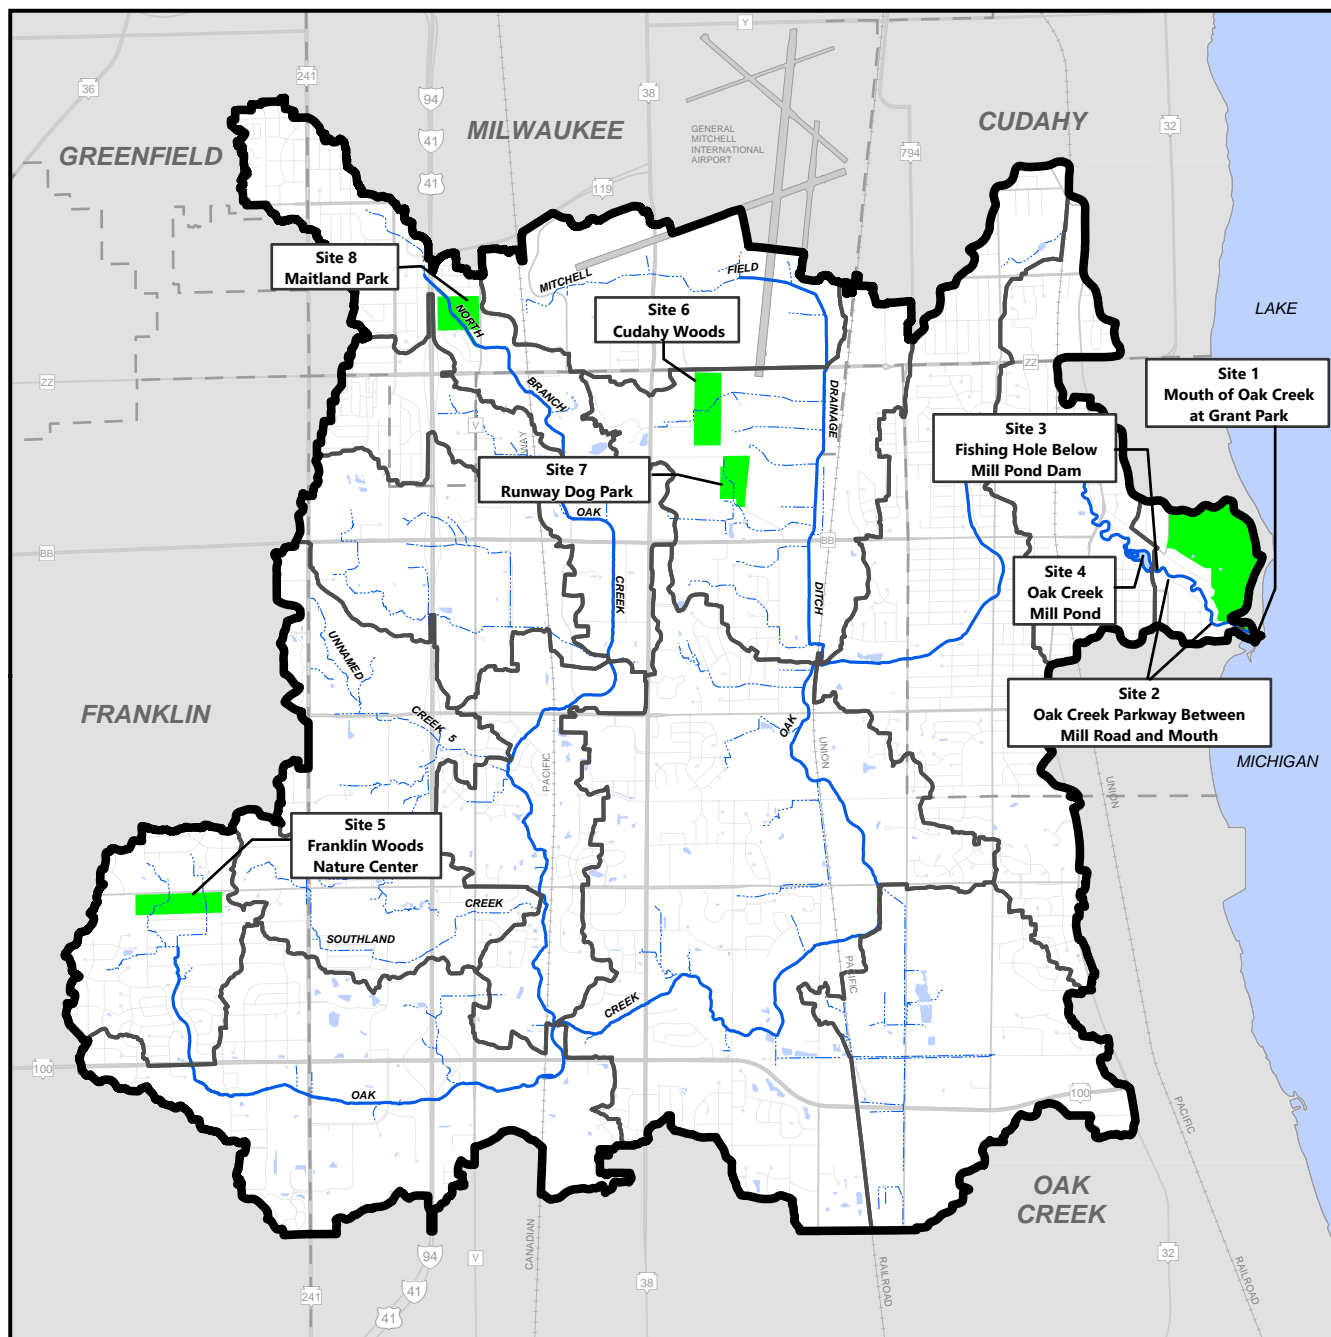 Y
241
36
94
38
MILWAUKEE
CUDAHY
32
41
GENERAL
MITCHELL
INTERNATIONAL
AIRPORT
794
GREENFIELD
41
119
Site 8
Maitland Park
MITCHELL
FIELD
NORTH
Site 6
Cudahy Woods
LAKE
ZZ
ZZ
Site 1
Mouth of Oak Creek
at Grant Park
BRANCH
DRAINAGE
V
WAY
Site 3
Fishing Hole Below
Mill Pond Dam
Site 7
Runway Dog Park
OAK
BB
BB
Site 4
Oak Creek
Mill Pond
CREEK
DITCH
UNNAMED
CREEK 5
FRANKLIN
Site 2
Oak Creek Parkway Between
Mill Road and Mouth
OAK
UNION
PACIFIC
MICHIGAN
UNION
Site 5
Franklin Woods
Nature Center
CREEK
SOUTHLAND
PACIFIC
CREEK
100
OAK
100
PACIFIC
OAK
CREEK
CANADIAN
94
V
32
41
38
RAILROAD
RAILROAD
241
41